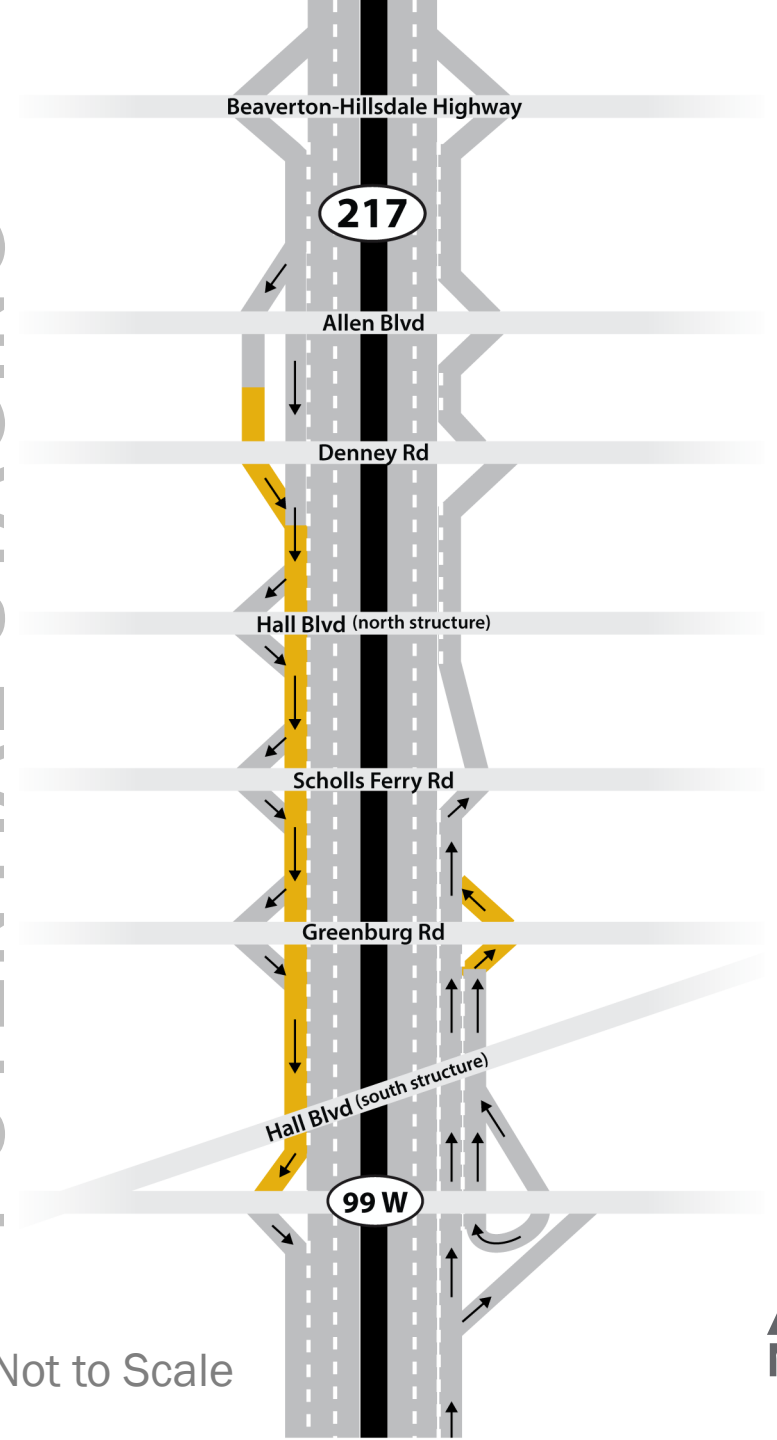 Beaverton-Hillsdale Highway
217
Allen Blvd
Denney Rd
Hall Blvd (north structure)
Scholls Ferry Rd
Greenburg Rd
Hall Blvd (south structure)
99 W
Not to Scale